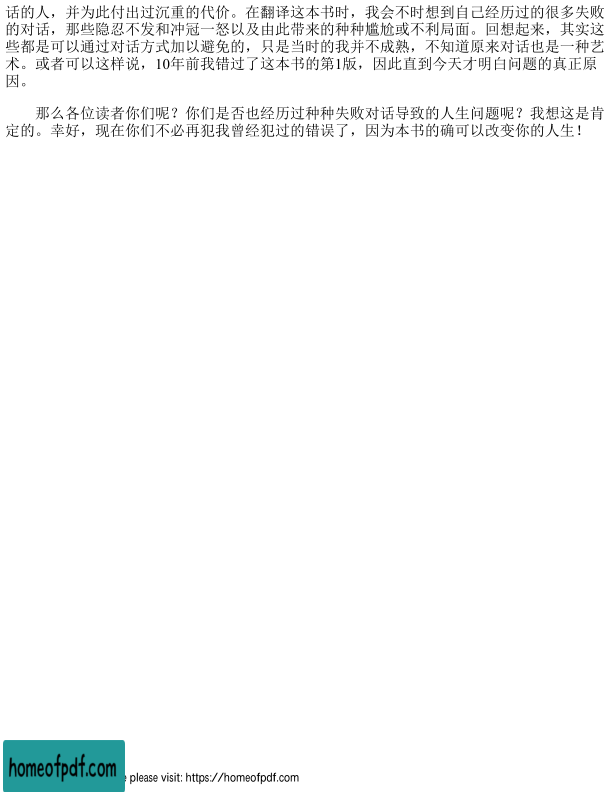 话的人，并为此付出过沉重的代价。在翻译这本书时，我会不时想到自己经历过的很多失败
的对话，那些隐忍不发和冲冠一怒以及由此带来的种种尴尬或不利局面。回想起来，其实这
些都是可以通过对话方式加以避免的，只是当时的我并不成熟，不知道原来对话也是一种艺
术。或者可以这样说，10年前我错过了这本书的第1版，因此直到今天才明白问题的真正原
因。
那么各位读者你们呢？你们是否也经历过种种失败对话导致的人生问题呢？我想这是肯
定的。幸好，现在你们不必再犯我曾经犯过的错误了，因为本书的确可以改变你的人生！
homeofpdf.com
please visit: https://homeofpdf.com